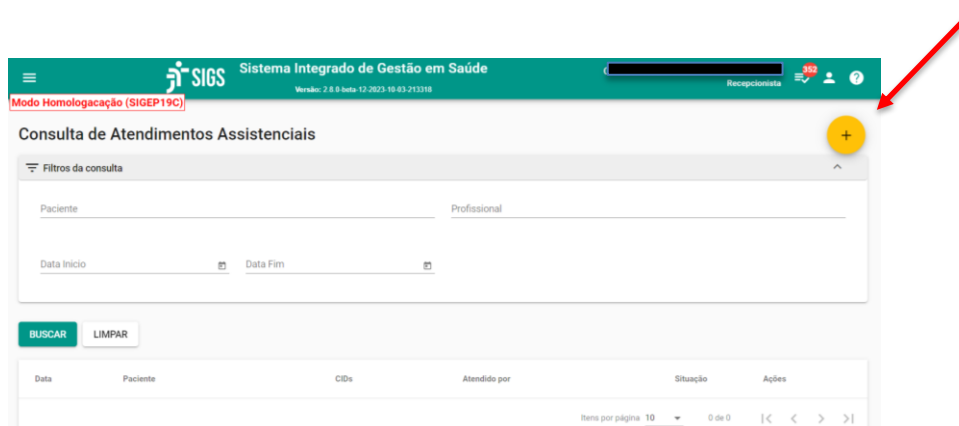 SIGS
Sistema Integrado de Gestão em Saúde
Versão: 2.8.0-beta-12-2023-10-03-213318
Recepcionista
352
Modo Homologacação (SIGEP19C)
Consulta de Atendimentos Assistenciais
+
Filtros da consulta
Paciente Profissional
Data Inicio Data Fim
BUSCAR LIMPAR
Data Paciente CIDs Atendido por Situação Ações
Itens por página 10 0 de 0